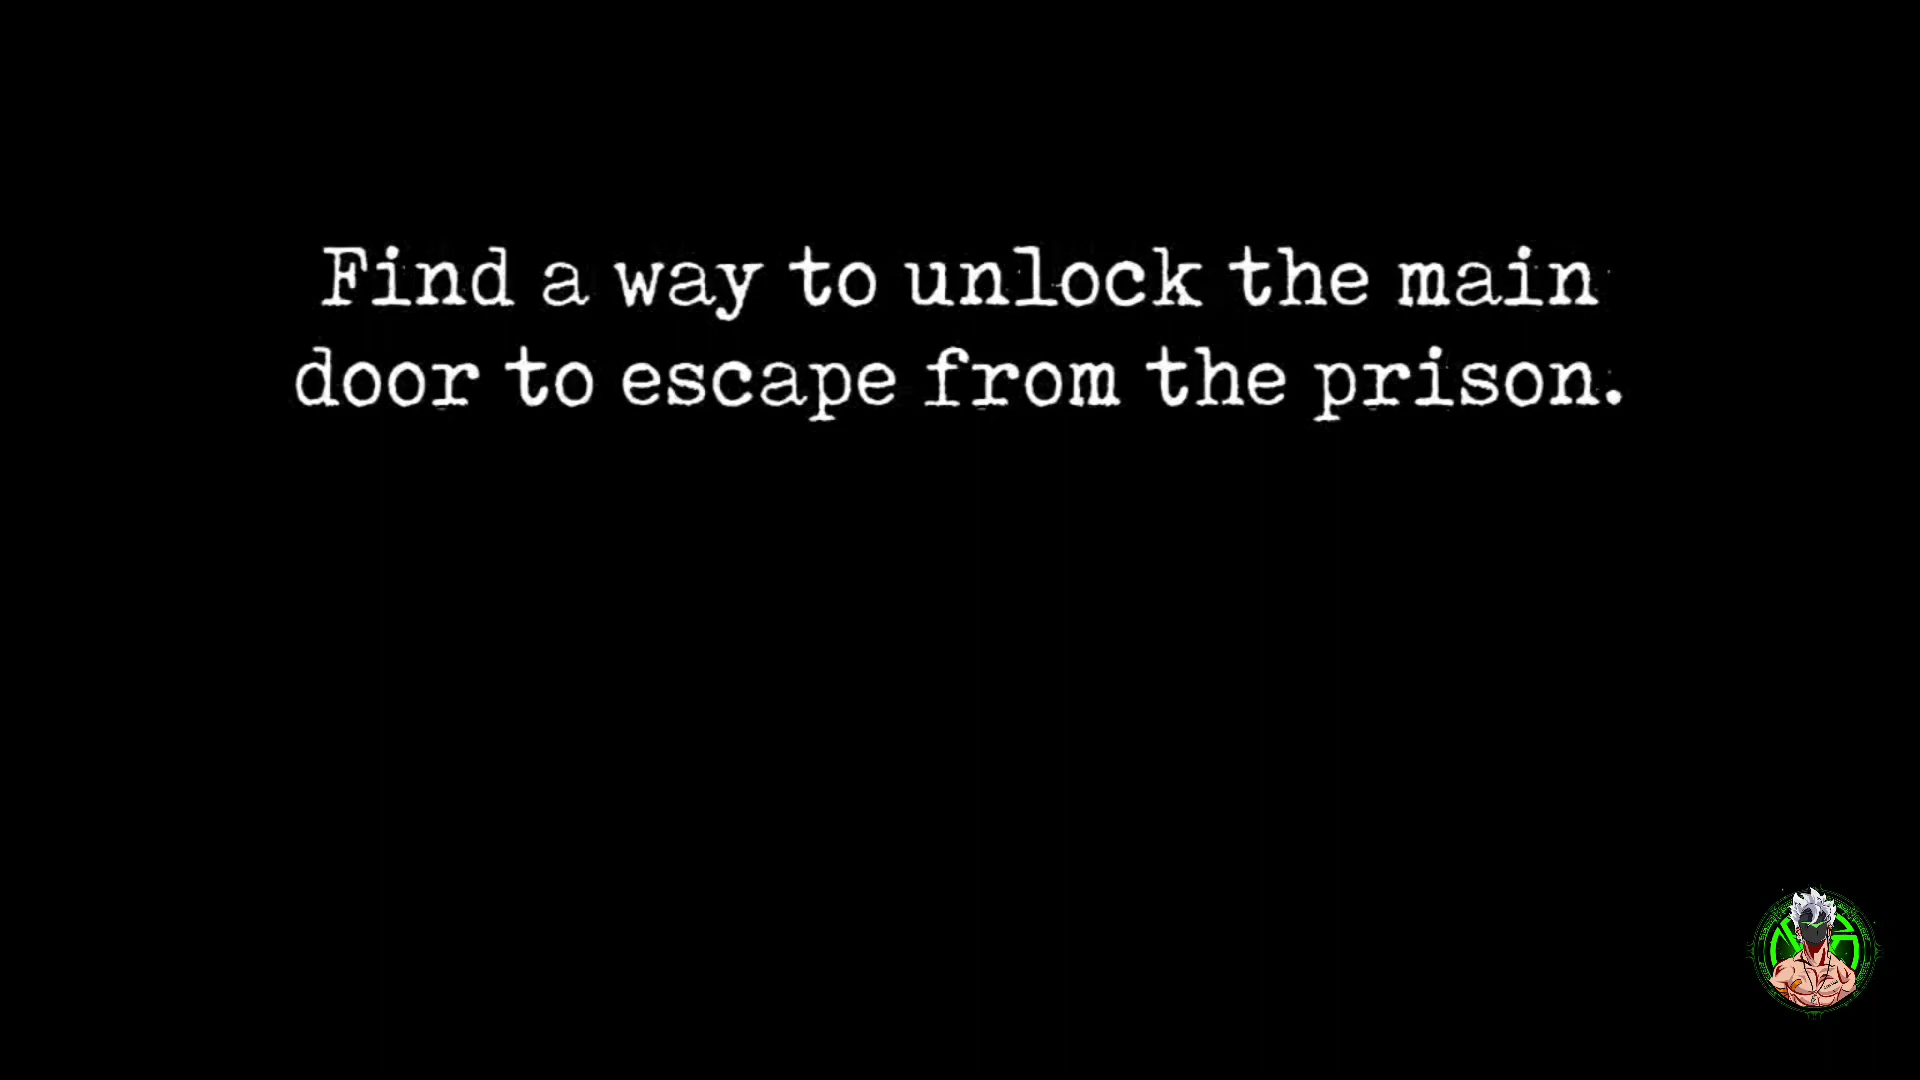 Find a way to unlock the main
door to escape from the prison.